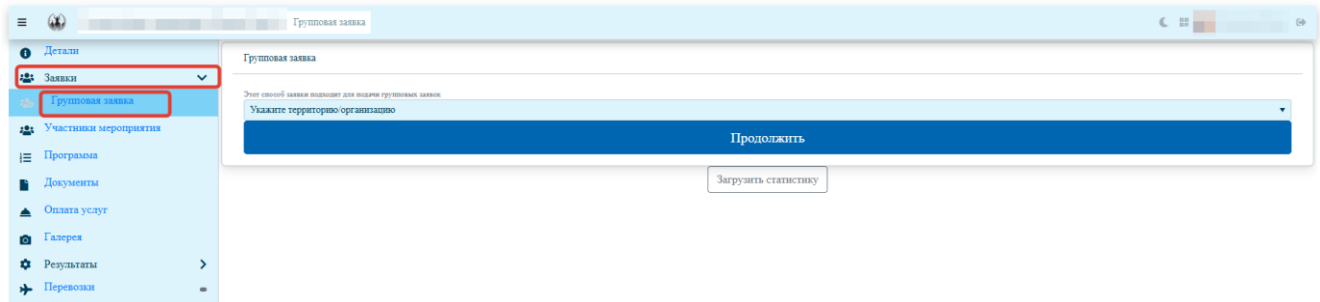 Групповая заявка
Детали
Заявки
Групповая заявка
Участники мероприятия
Программа
Документы
Оплата услуг
Галерея
Результаты
Перевозки
Групповая заявка
Этот способ заявки подходит для подачи групповых заявок
Укажите территорию/организацию
Продолжить
Загрузить статистику